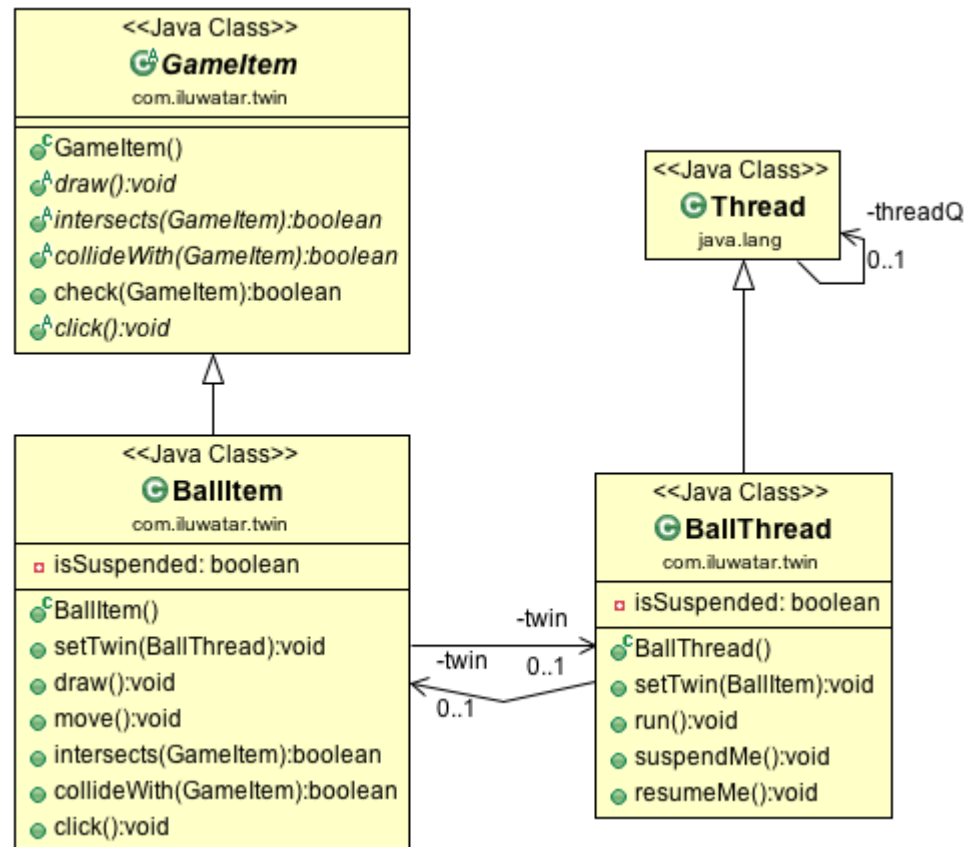 <<Java Class>>
GameItem
com.iluwatar.twin
GameItem()
draw():void
intersects(GameItem):boolean
collideWith(GameItem):boolean
check(GameItem):boolean
click():void
<<Java Class>>
Thread
java.lang
-threadQ
0..1
<<Java Class>>
BallItem
com.iluwatar.twin
isSuspended: boolean
BallItem()
setTwin(BallThread):void
draw():void
move():void
intersects(GameItem):boolean
collideWith(GameItem):boolean
click():void
-twin
0..1
-twin
0..1
<<Java Class>>
BallThread
com.iluwatar.twin
isSuspended: boolean
BallThread()
setTwin(BallItem):void
run():void
suspendMe():void
resumeMe():void